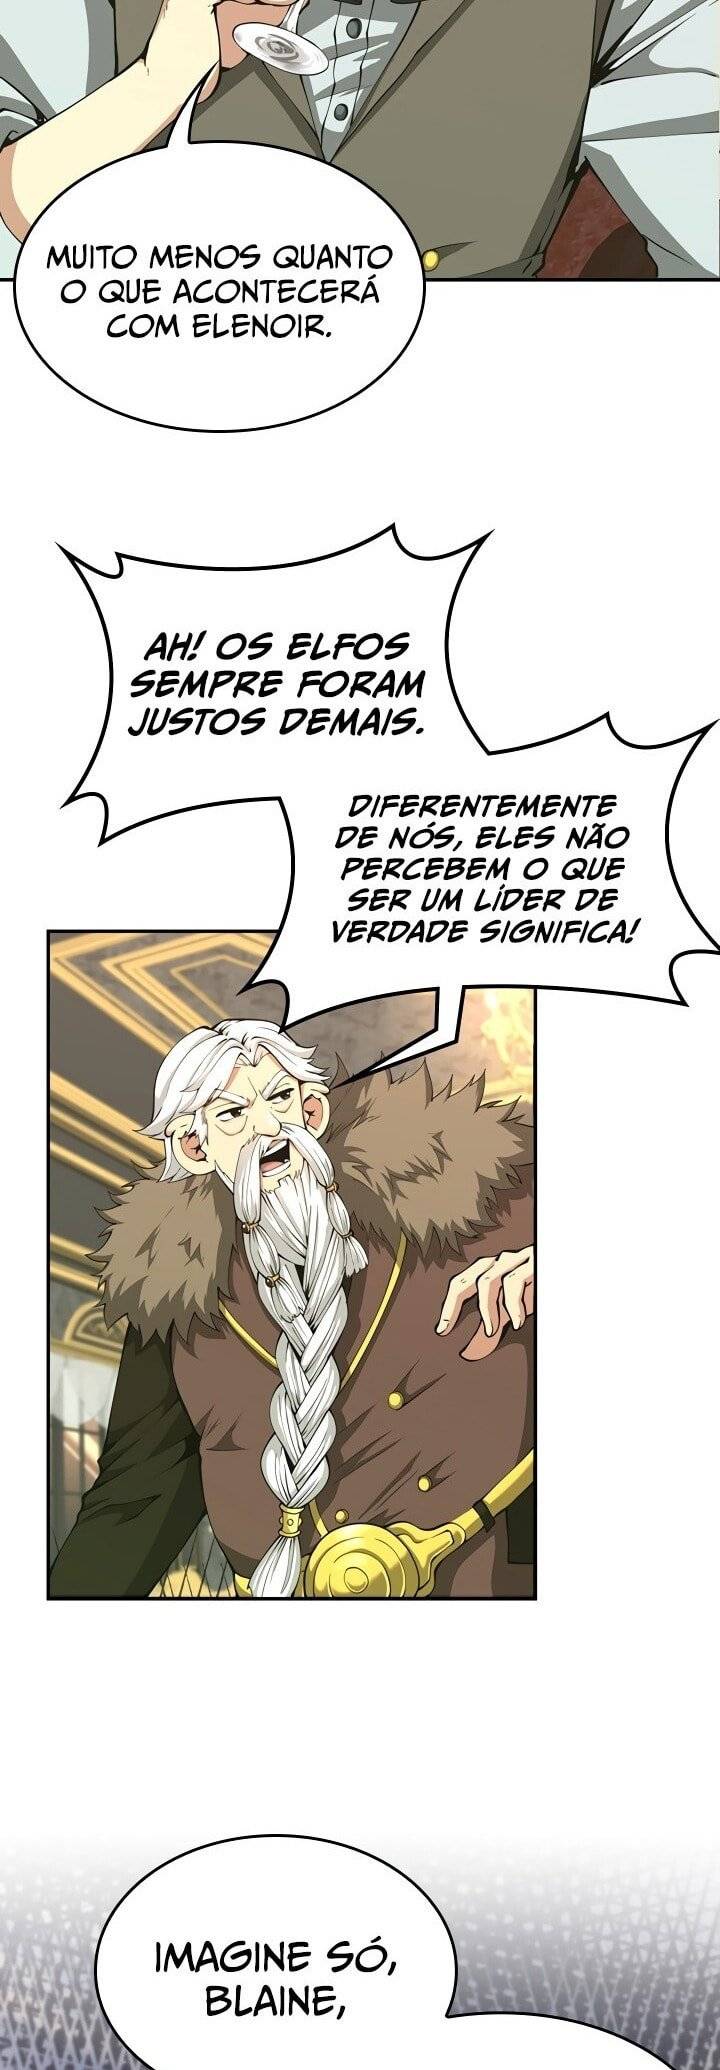 MUITO MENOS QUANTO
O QUE ACONTECERÁ
COM ELENOIR.
AH! OS ELFOS
SEMPRE FORAM
JUSTOS DEMAIS.
DIFERENTEMENTE
DE NÓS, ELES NÃO
PERCEBEM O QUE
SER UM LÍDER DE
VERDADE SIGNIFICA!
IMAGINE SÓ,
BLAINE,